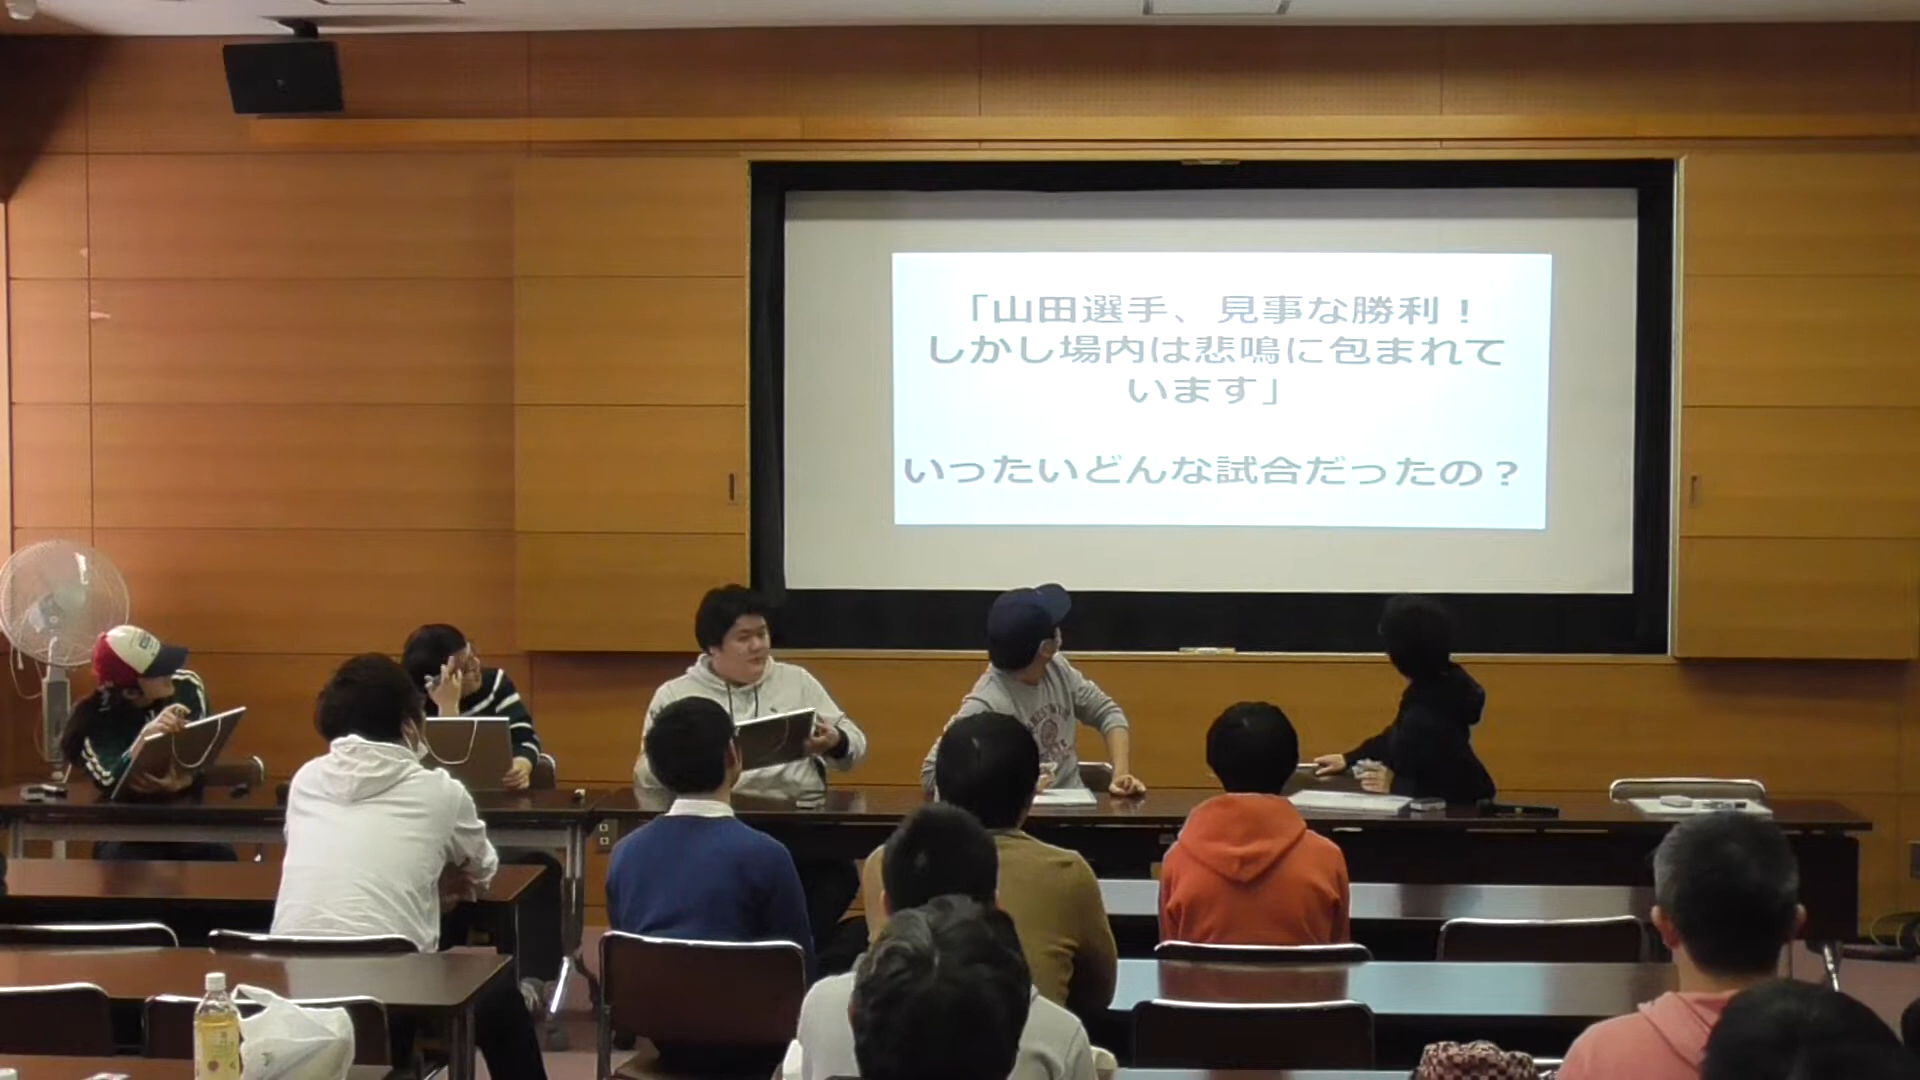 「山田選手、見事な勝利！
しかし場内は悲鳴に包まれて
います」
いったいどんな試合だったの？